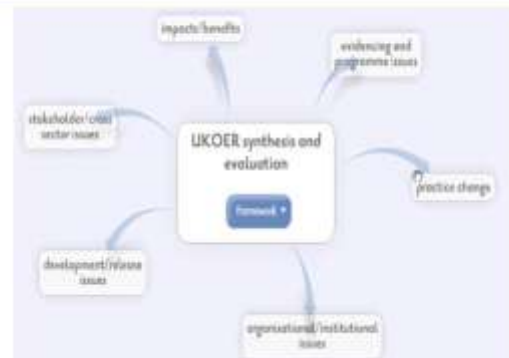 impacts/benefits
evidencing and
programme issues
stakeholder/cross
sector issues
UKOER synthesis and
evaluation
framework
practice change
development/release
issues
organisational/institutional
issues